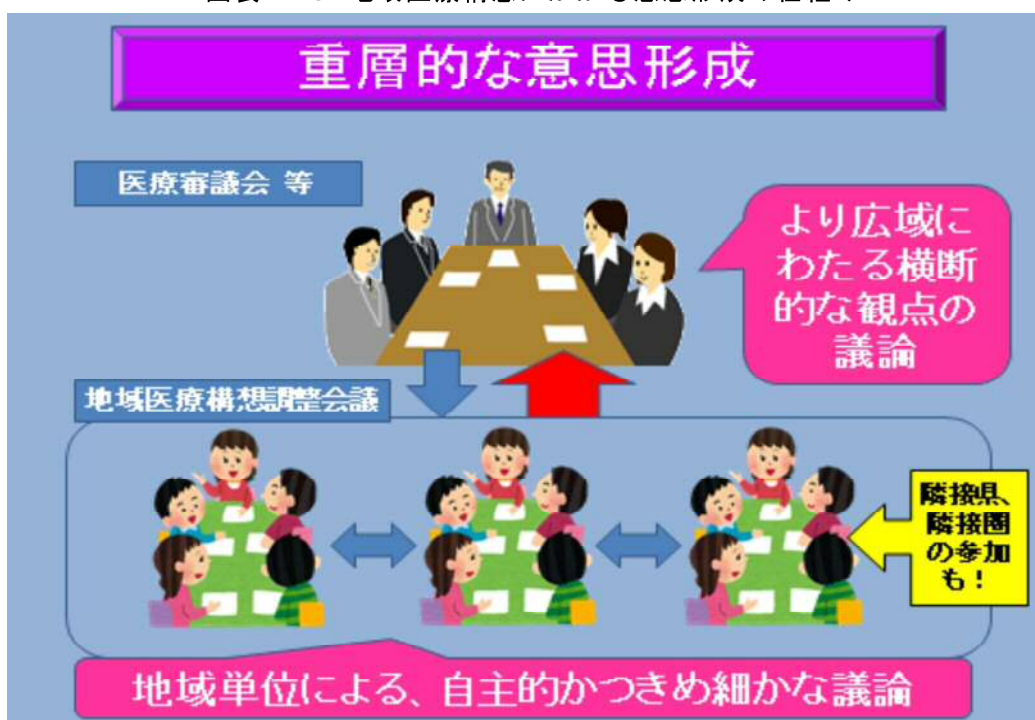 重層的な意思形成
医療審議会 等
より広域に
わたる横断
的な観点の
議論
地域医療構想調整会議
隣接県、
隣接圏
の参加
も！
地域単位による、自主的かつきめ細かな議論